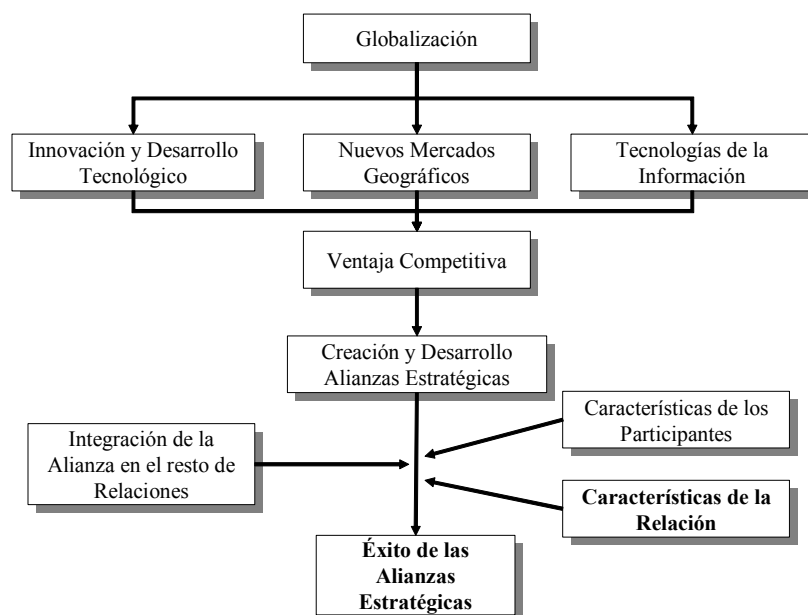 Globalización
Innovación y Desarrollo
Tecnológico
Nuevos Mercados
Geográficos
Tecnologías de la
Información
Ventaja Competitiva
Creación y Desarrollo
Alianzas Estratégicas
Integración de la
Alianza en el resto de
Relaciones
Características de los
Participantes
Características de la
Relación
Éxito de las
Alianzas
Estratégicas